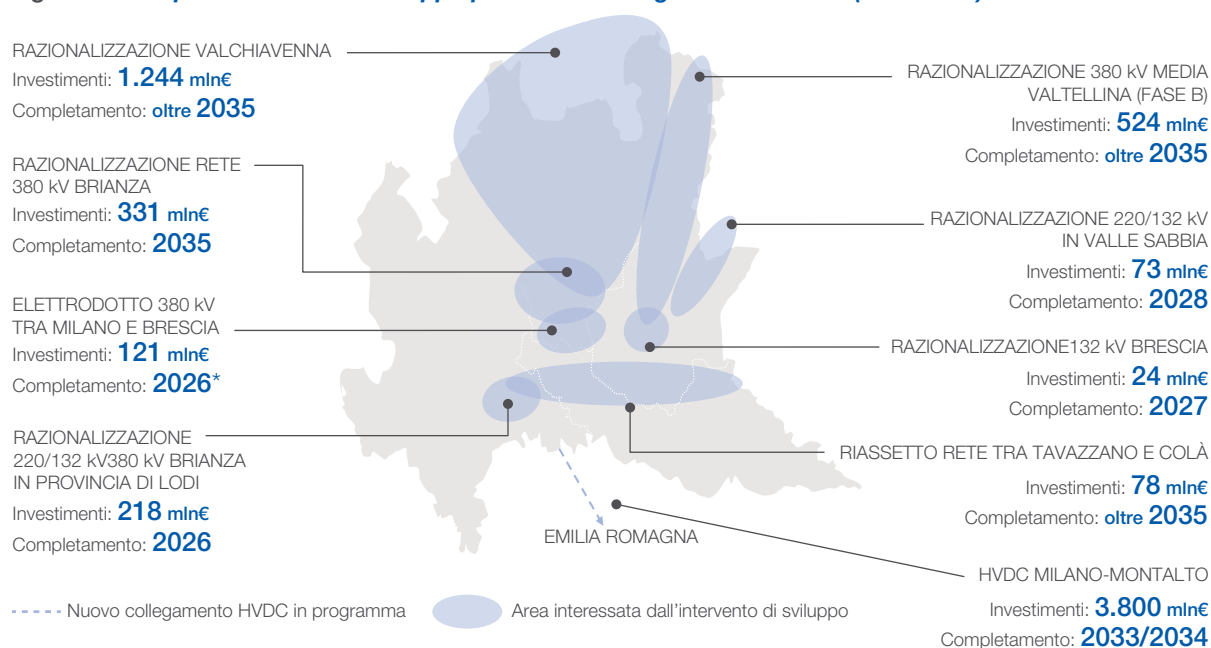 RAZIONALIZZAZIONE VALCHIAVENNA
Investimenti: 1.244 mln€
Completamento: oltre 2035
RAZIONALIZZAZIONE RETE
380 kV BRIANZA
Investimenti: 331 mln€
Completamento: 2035
ELETTRODOTTO 380 kV
TRA MILANO E BRESCIA
Investimenti: 121 mln€
Completamento: 2026*
RAZIONALIZZAZIONE
220/132 kV380 kV BRIANZA
IN PROVINCIA DI LODI
Investimenti: 218 mln€
Completamento: 2026
RAZIONALIZZAZIONE 380 kV MEDIA
VALTELLINA (FASE B)
Investimenti: 524 mln€
Completamento: oltre 2035
RAZIONALIZZAZIONE 220/132 kV
IN VALLE SABBIA
Investimenti: 73 mln€
Completamento: 2028
RAZIONALIZZAZIONE132 kV BRESCIA
Investimenti: 24 mln€
Completamento: 2027
RIASSETTO RETE TRA TAVAZZANO E COLÀ
Investimenti: 78 mln€
Completamento: oltre 2035
EMILIA ROMAGNA
HVDC MILANO-MONTALTO
Investimenti: 3.800 mln€
Completamento: 2033/2034
Nuovo collegamento HVDC in programma
Area interessata dall'intervento di sviluppo